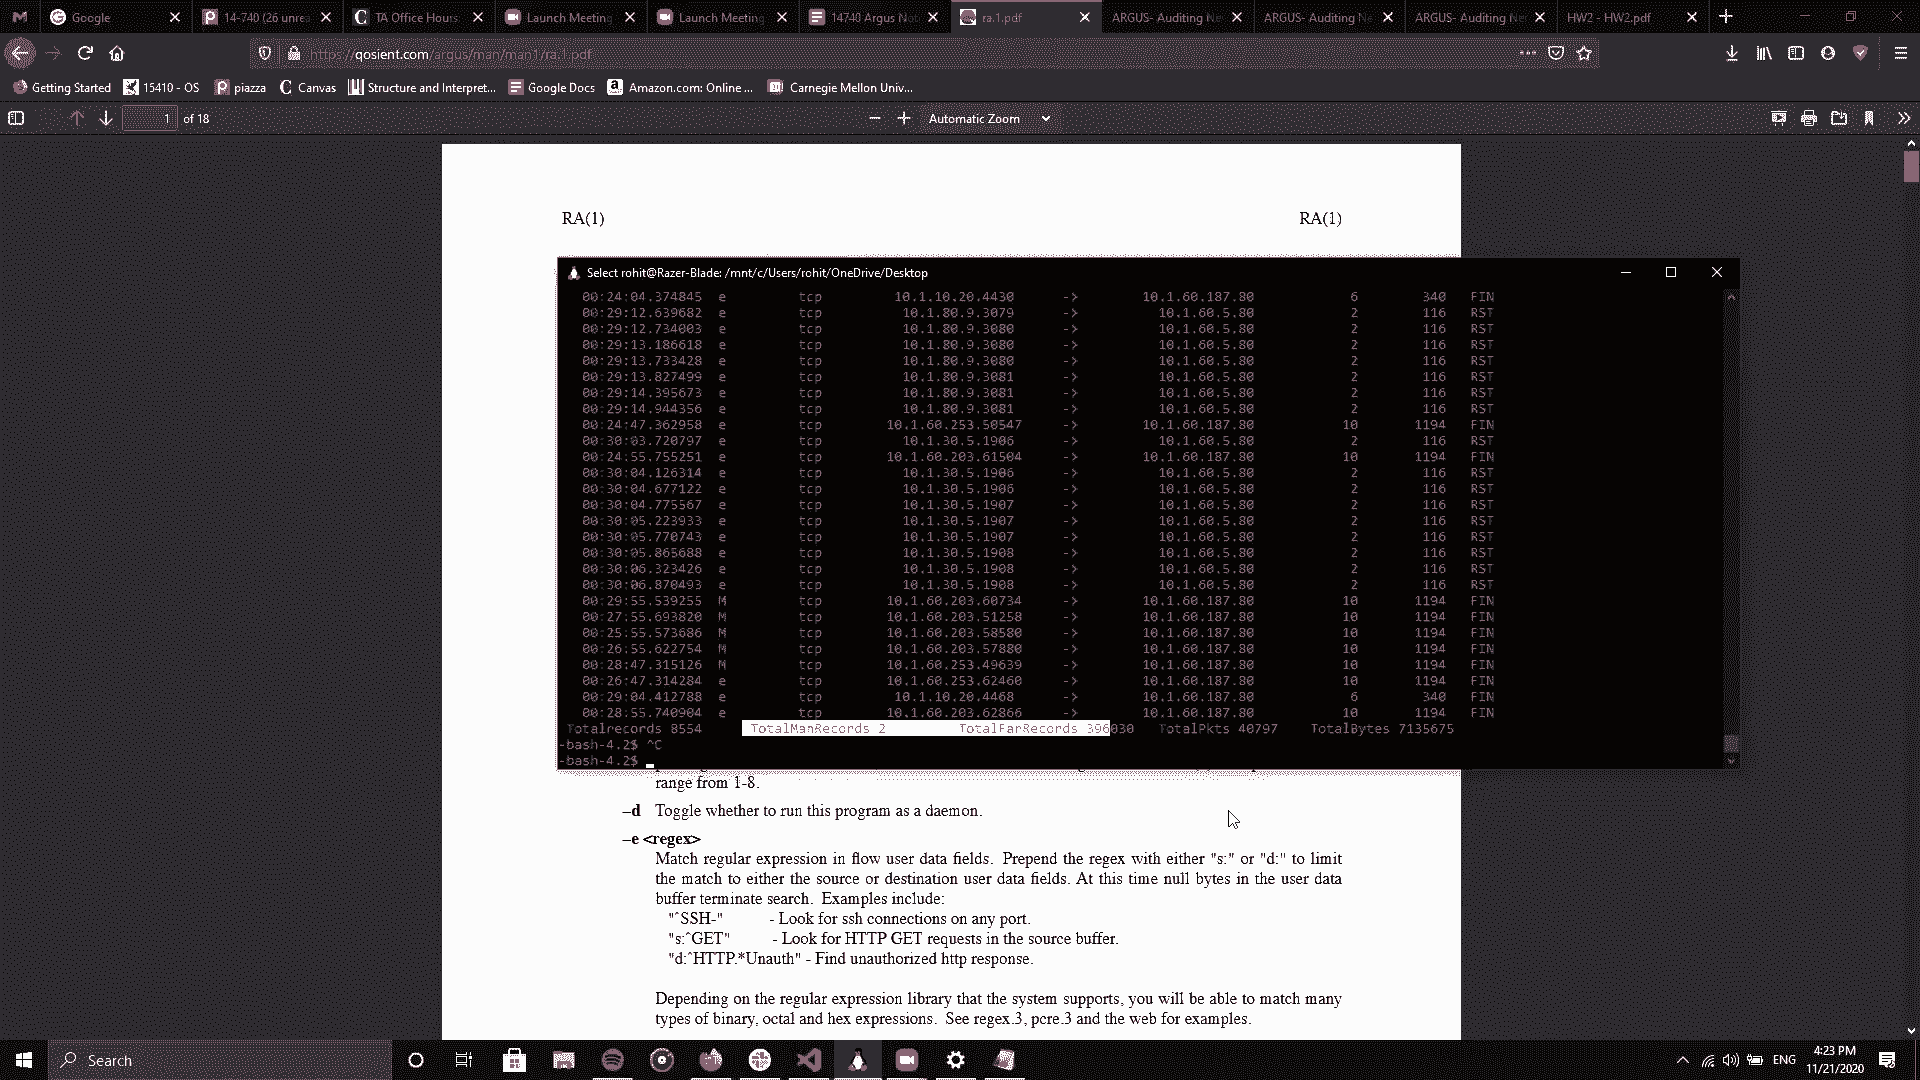 Google
14-740 (26 unrea
TA Office Hours:
Launch Meeting
Launch Meeting
14740 Argus Not
ra.1.pdf
ARGUS- Auditing Ne
ARGUS- Auditing Ne
ARGUS- Auditing Ne
HW2 - HW2.pdf
https://qosient.com/argus/man/man1/ra.1.pdf
Getting Started 15410 - OS piazza Canvas Structure and Interpret... Google Docs Amazon.com: Online ... Carnegie Mellon Univ...
1 of 18 Automatic Zoom
RA(1) RA(1)
Select rohit@Razer-Blade: /mnt/c/Users/rohit/OneDrive/Desktop
00:24:04.374845 e tcp 10.1.10.20.4430 -> 10.1.60.187.80 6 340 FIN
00:29:12.639682 e tcp 10.1.80.9.3079 -> 10.1.60.5.80 2 116 RST
00:29:12.734003 e tcp 10.1.80.9.3080 -> 10.1.60.5.80 2 116 RST
00:29:13.186618 e tcp 10.1.80.9.3080 -> 10.1.60.5.80 2 116 RST
00:29:13.733428 e tcp 10.1.80.9.3080 -> 10.1.60.5.80 2 116 RST
00:29:13.827499 e tcp 10.1.80.9.3081 -> 10.1.60.5.80 2 116 RST
00:29:14.395673 e tcp 10.1.80.9.3081 -> 10.1.60.5.80 2 116 RST
00:29:14.944356 e tcp 10.1.80.9.3081 -> 10.1.60.5.80 2 116 RST
00:24:47.362958 e tcp 10.1.60.253.50547 -> 10.1.60.187.80 10 1194 FIN
00:30:03.720797 e tcp 10.1.30.5.1906 -> 10.1.60.5.80 2 116 RST
00:24:55.755251 e tcp 10.1.60.203.61504 -> 10.1.60.187.80 10 1194 FIN
00:30:04.126314 e tcp 10.1.30.5.1906 -> 10.1.60.5.80 2 116 RST
00:30:04.677122 e tcp 10.1.30.5.1906 -> 10.1.60.5.80 2 116 RST
00:30:04.775567 e tcp 10.1.30.5.1907 -> 10.1.60.5.80 2 116 RST
00:30:05.223933 e tcp 10.1.30.5.1907 -> 10.1.60.5.80 2 116 RST
00:30:05.770743 e tcp 10.1.30.5.1907 -> 10.1.60.5.80 2 116 RST
00:30:05.865688 e tcp 10.1.30.5.1908 -> 10.1.60.5.80 2 116 RST
00:30:06.323426 e tcp 10.1.30.5.1908 -> 10.1.60.5.80 2 116 RST
00:30:06.870493 e tcp 10.1.30.5.1908 -> 10.1.60.5.80 2 116 RST
00:29:55.539255 M tcp 10.1.60.203.60734 -> 10.1.60.187.80 10 1194 FIN
00:27:55.693820 M tcp 10.1.60.203.51258 -> 10.1.60.187.80 10 1194 FIN
00:25:55.573686 M tcp 10.1.60.203.58580 -> 10.1.60.187.80 10 1194 FIN
00:26:55.622754 M tcp 10.1.60.203.57880 -> 10.1.60.187.80 10 1194 FIN
00:28:47.315126 M tcp 10.1.60.253.49639 -> 10.1.60.187.80 10 1194 FIN
00:26:47.314284 e tcp 10.1.60.253.62460 -> 10.1.60.187.80 10 1194 FIN
00:29:04.412788 e tcp 10.1.10.20.4468 -> 10.1.60.187.80 6 340 FIN
00:28:55.740904 e tcp 10.1.60.203.62866 -> 10.1.60.187.80 10 1194 FIN
Totalrecords 8554 TotalManRecords 2 TotalFarRecords 396030 TotalPkts 40797 TotalBytes 7135675
-bash-4.2$ ^C
-bash-4.2$
range from 1-8.
–d Toggle whether to run this program as a daemon.
–e <regex>
Match regular expression in flow user data fields. Prepend the regex with either "s:" or "d:" to limit
the match to either the source or destination user data fields. At this time null bytes in the user data
buffer terminate search. Examples include:
"ˆSSH-" - Look for ssh connections on any port.
"s:ˆGET" - Look for HTTP GET requests in the source buffer.
"d:ˆHTTP.*Unauth" - Find unauthorized http response.
Depending on the regular expression library that the system supports, you will be able to match many
types of binary, octal and hex expressions. See regex.3, pcre.3 and the web for examples.
Search
ENG
4:23 PM
11/21/2020